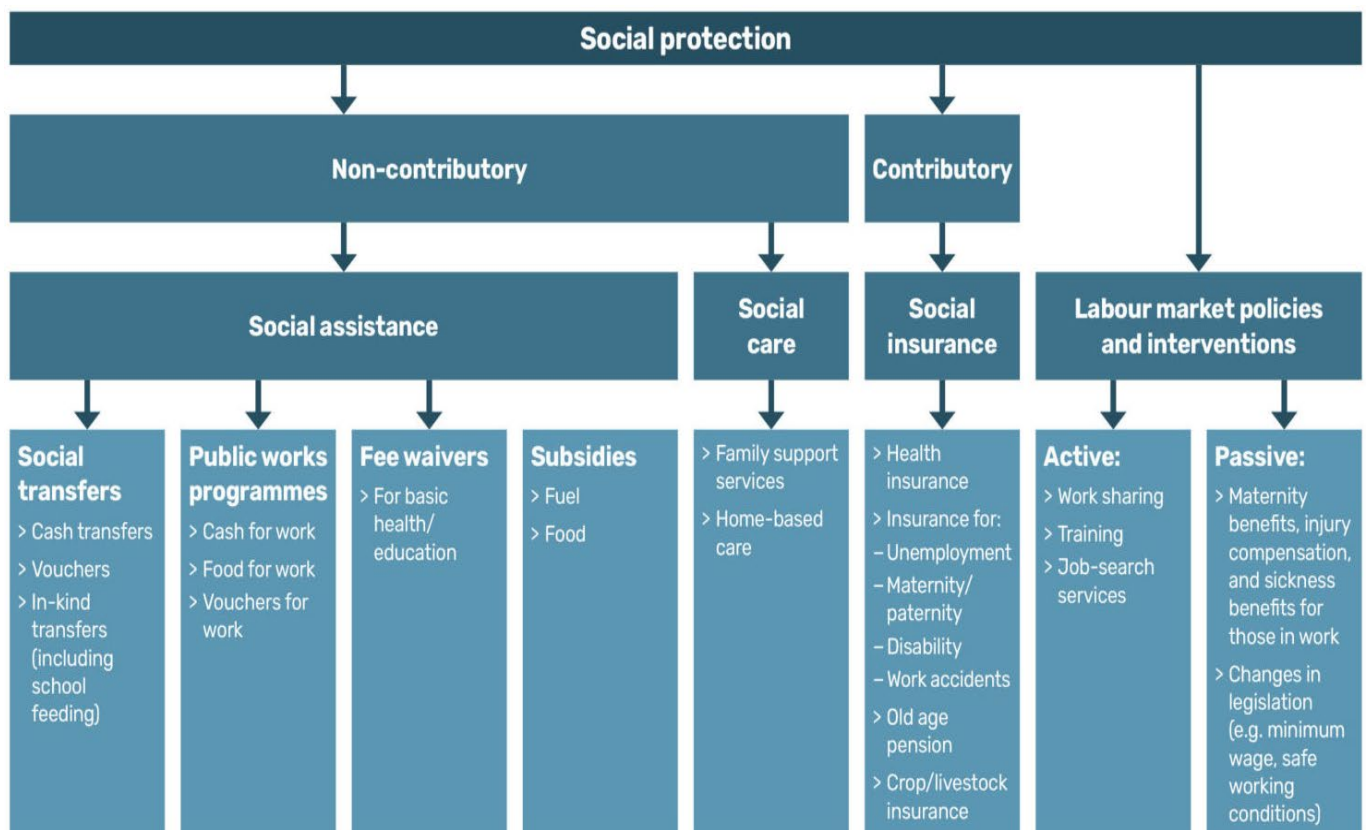 Social protection
Non-contributory
Contributory
Social assistance
Social
care
Social
insurance
Labour market policies
and interventions
Social
transfers
> Cash transfers
> Vouchers
> In-kind
transfers
(including
school
feeding)
Public works
programmes
> Cash for work
> Food for work
> Vouchers for
work
Fee waivers
> For basic
health/
education
Subsidies
> Fuel
> Food
> Family support
services
> Home-based
care
> Health
insurance
> Insurance for:
– Unemployment
– Maternity/
paternity
– Disability
– Work accidents
> Old age
pension
> Crop/livestock
insurance
Active:
> Work sharing
> Training
> Job-search
services
Passive:
> Maternity
benefits, injury
compensation,
and sickness
benefits for
those in work
> Changes in
legislation
(e.g. minimum
wage, safe
working
conditions)